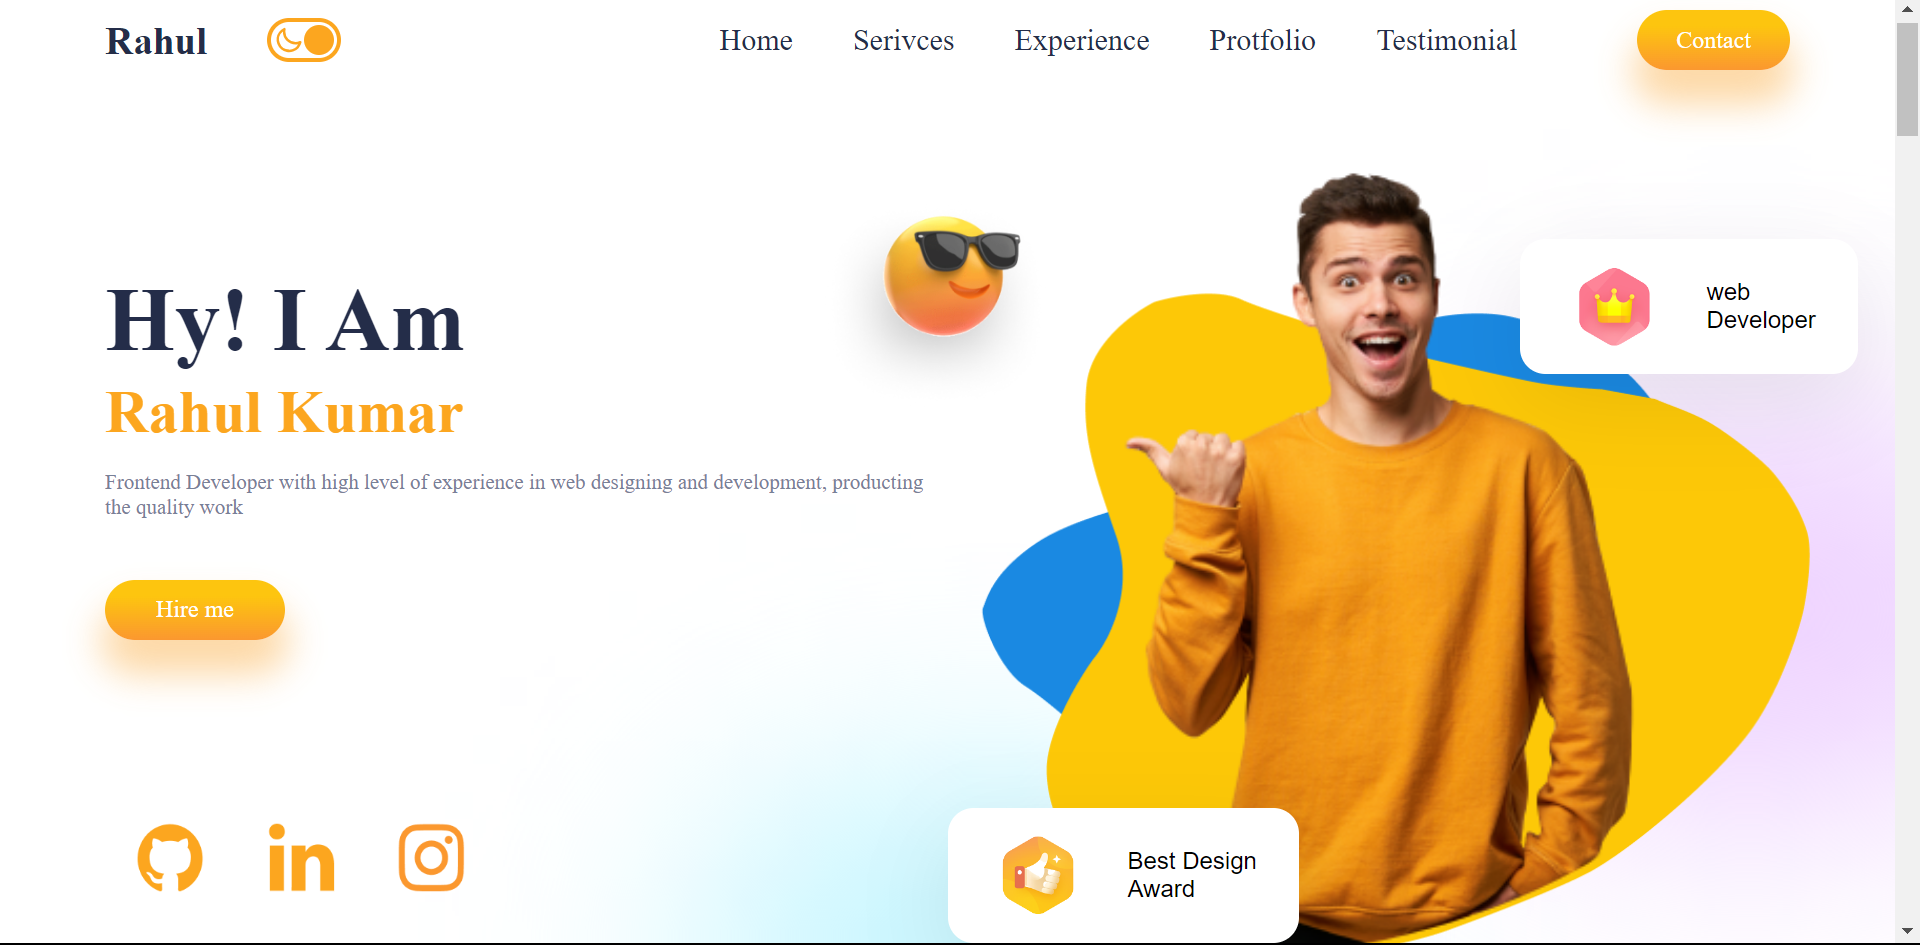 Rahul
Home
Serivces
Experience
Protfolio
Testimonial
Contact
Hy! I Am
Rahul Kumar
Frontend Developer with high level of experience in web designing and development, producting
the quality work
Hire me
web
Developer
in
Best Design
Award